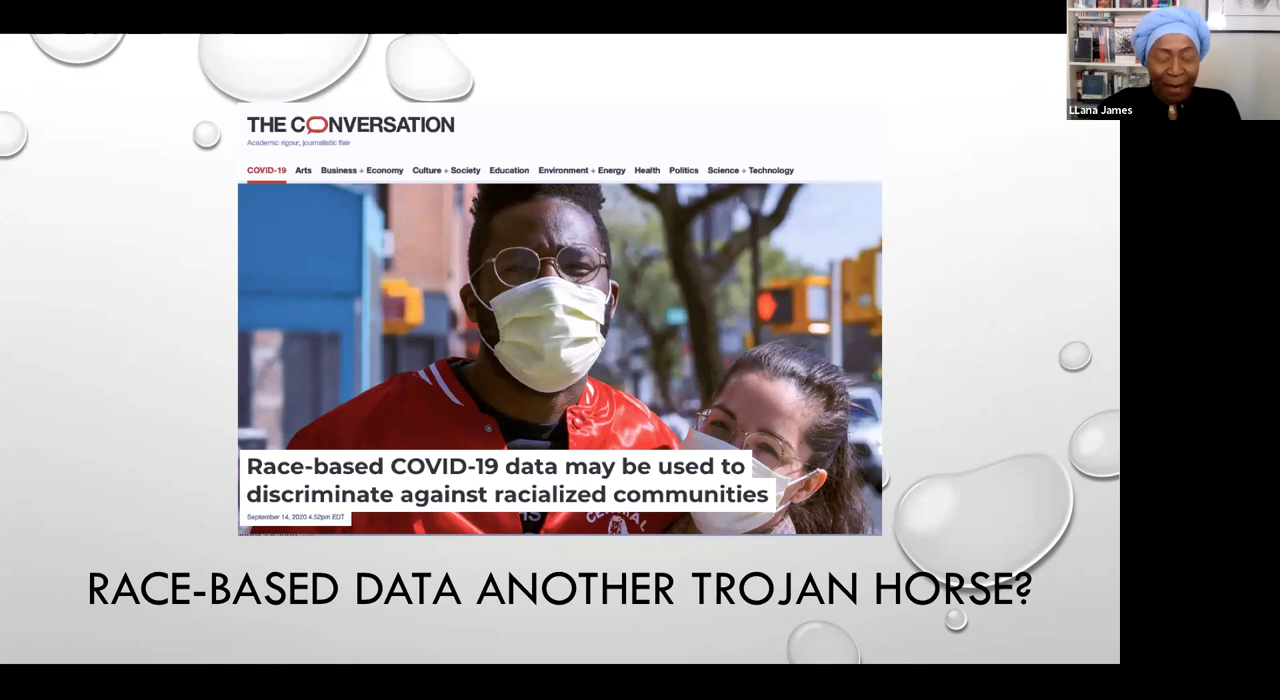 THE CONVERSATION
Academic rigour, journalistic flair
COVID-19 Arts Business + Economy Culture + Society Education Environment + Energy Health Politics Science + Technology
Race-based COVID-19 data may be used to
discriminate against racialized communities
September 14, 2020 4.52pm EDT
RACE-BASED DATA ANOTHER TROJAN HORSE?
LLana James